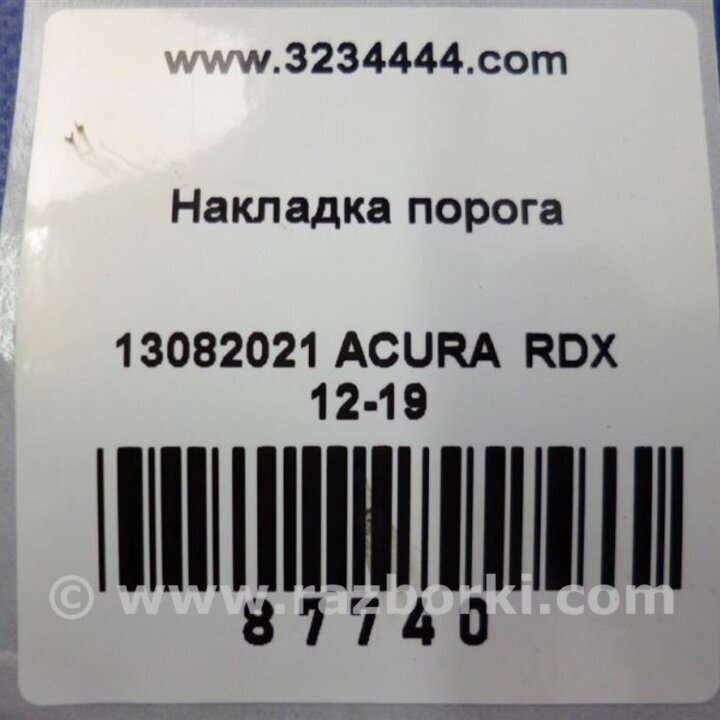 www.3234444.com
Накладка порога
13082021 ACURA RDX
12-19
© www.razborki.com
87740